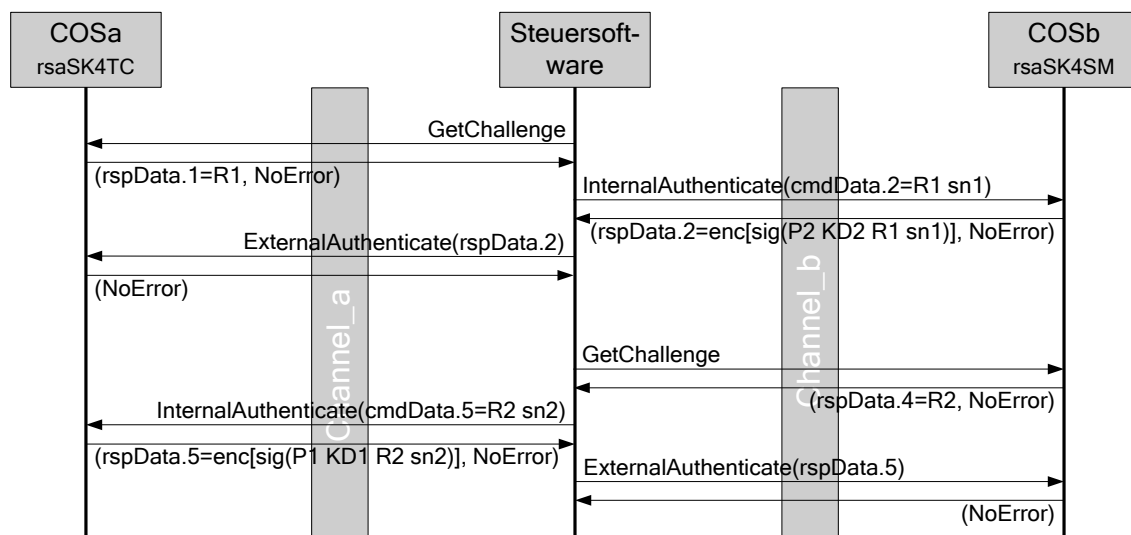 COSa
rsaSK4TC
Steuersoft-
ware
COSb
rsaSK4SM
GetChallenge
(rspData.1=R1, NoError)
InternalAuthenticate(cmdData.2=R1 sn1)
(rspData.2=enc[sig(P2 KD2 R1 sn1)], NoError)
ExternalAuthenticate(rspData.2)
(NoError)
Channel_a
Channel_b
GetChallenge
(rspData.4=R2, NoError)
InternalAuthenticate(cmdData.5=R2 sn2)
(rspData.5=enc[sig(P1 KD1 R2 sn2)], NoError)
ExternalAuthenticate(rspData.5)
(NoError)